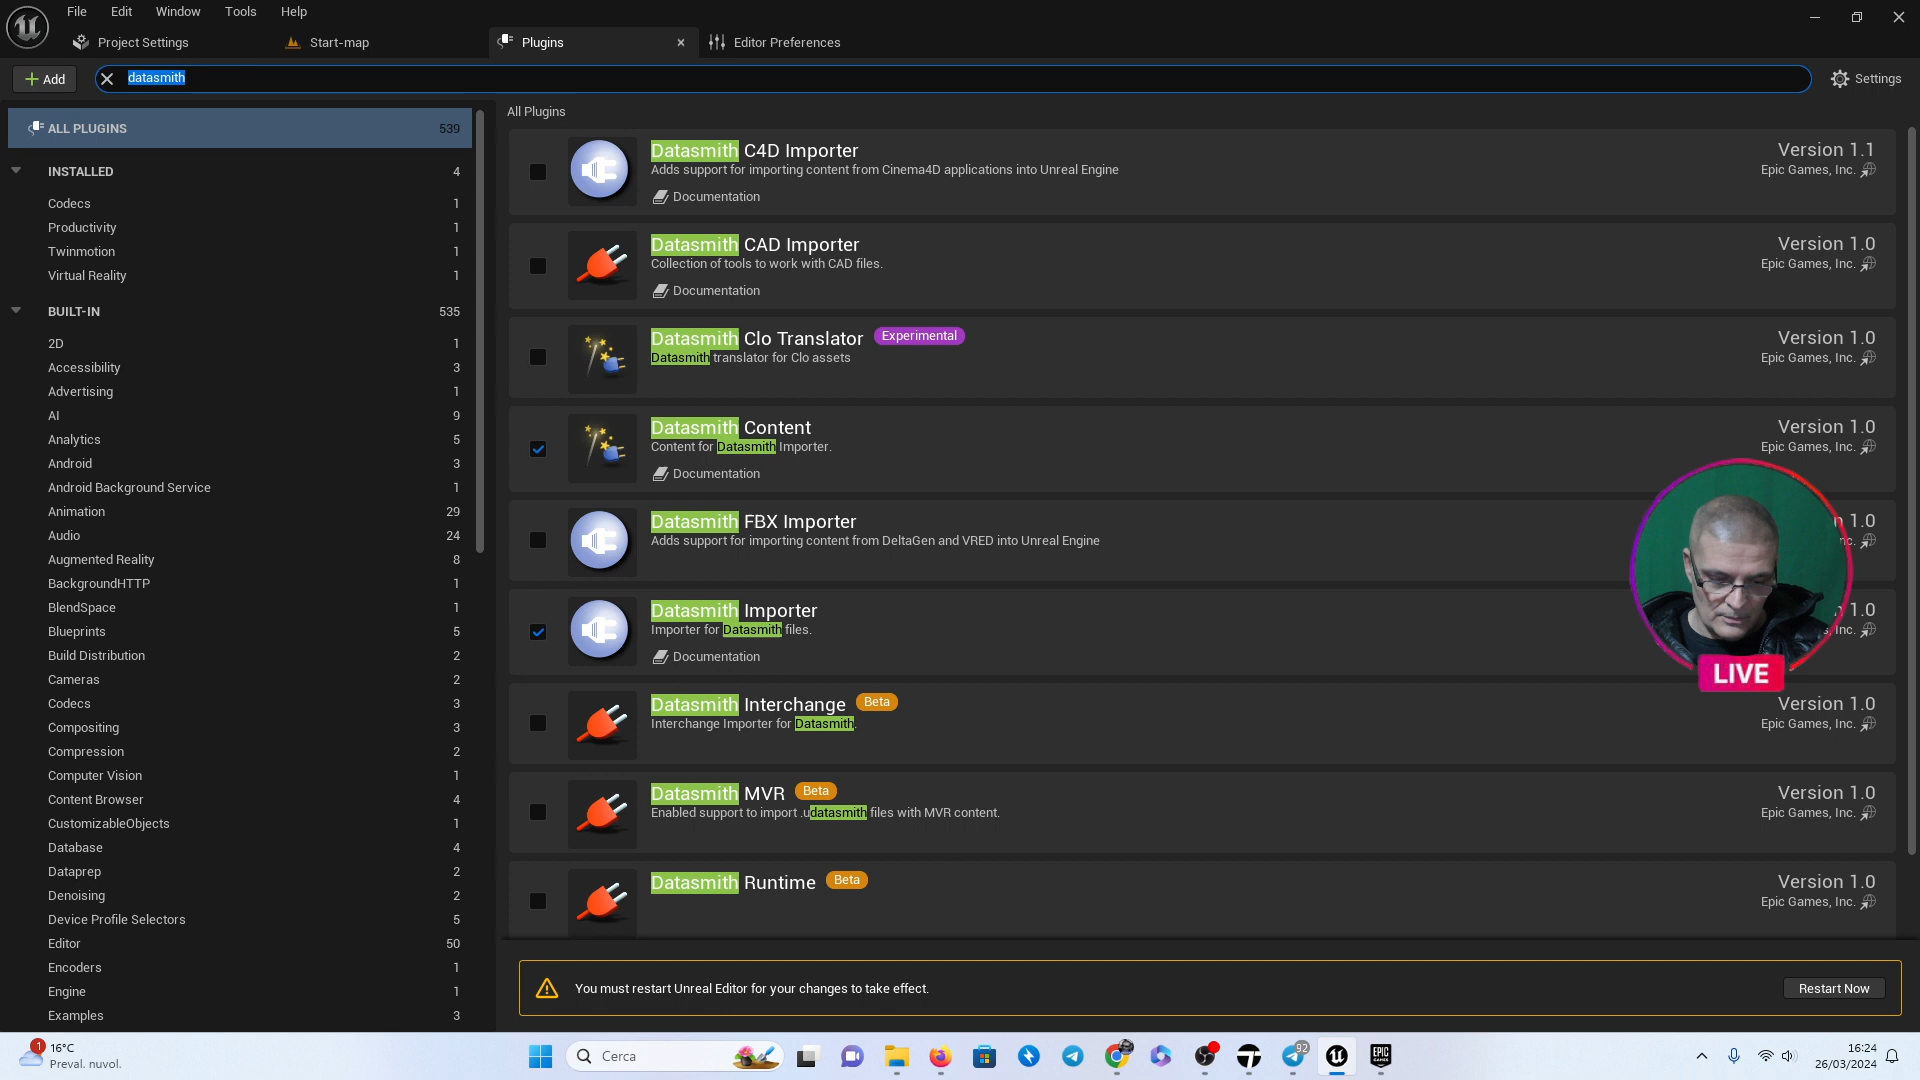 File Edit Window Tools Help
Project Settings Start-map Plugins Editor Preferences
Add datasmith Settings
ALL PLUGINS 539
INSTALLED 4
Codecs 1
Productivity 1
Twinmotion 1
Virtual Reality 1
BUILT-IN 535
2D 1
Accessibility 3
Advertising 1
AI 9
Analytics 5
Android 3
Android Background Service 1
Animation 29
Audio 24
Augmented Reality 8
BackgroundHTTP 1
BlendSpace 1
Blueprints 5
Build Distribution 2
Cameras 2
Codecs 3
Compositing 3
Compression 2
Computer Vision 1
Content Browser 4
CustomizableObjects 1
Database 4
Dataprep 2
Denoising 2
Device Profile Selectors 5
Editor 50
Encoders 1
Engine 1
Examples 3
All Plugins
Datasmith C4D Importer Version 1.1
Adds support for importing content from Cinema4D applications into Unreal Engine Epic Games, Inc.
Documentation
Datasmith CAD Importer Version 1.0
Collection of tools to work with CAD files. Epic Games, Inc.
Documentation
Datasmith Clo Translator Experimental Version 1.0
Datasmith translator for Clo assets Epic Games, Inc.
Datasmith Content Version 1.0
Content for Datasmith Importer. Epic Games, Inc.
Documentation
Datasmith FBX Importer 1.0
Adds support for importing content from DeltaGen and VRED into Unreal Engine
Datasmith Importer 1.0
Importer for Datasmith files. Inc.
Documentation
LIVE
Datasmith Interchange Beta Version 1.0
Interchange Importer for Datasmith. Epic Games, Inc.
Datasmith MVR Beta Version 1.0
Enabled support to import .udatasmith files with MVR content. Epic Games, Inc.
Datasmith Runtime Beta Version 1.0
Epic Games, Inc.
You must restart Unreal Editor for your changes to take effect. Restart Now
1 16°C
Preval. nuvol.
Cerca
92
EPIC GAMES
16:24
26/03/2024